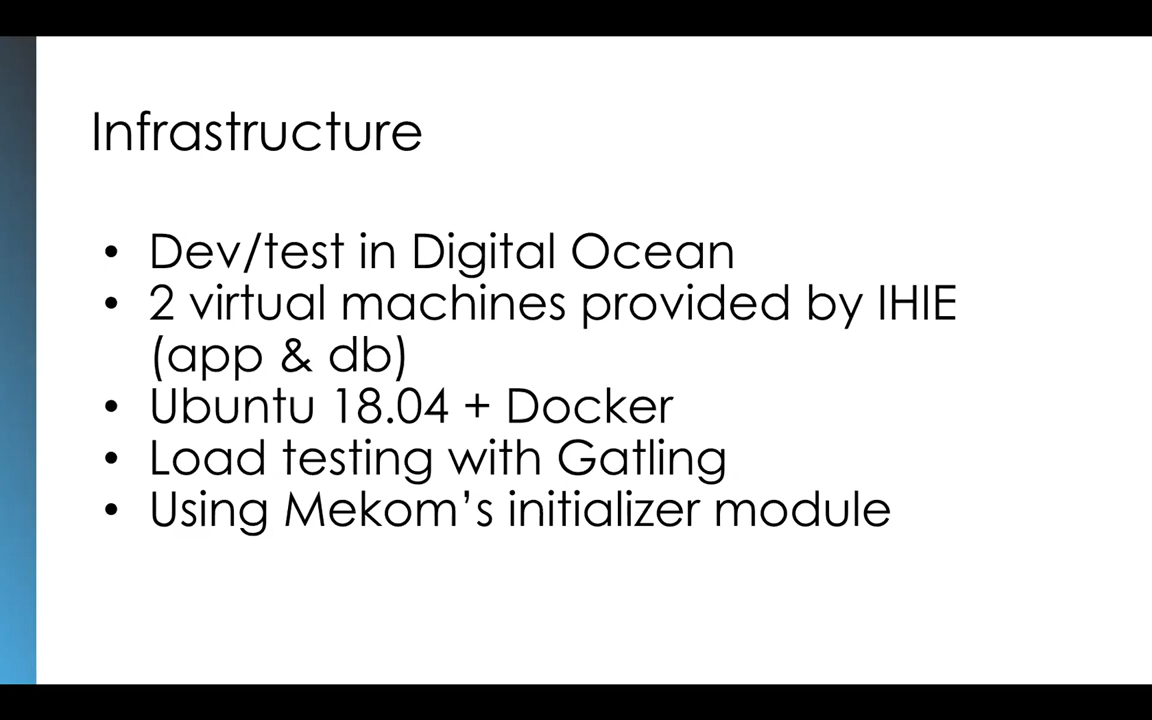 Infrastructure
• Dev/test in Digital Ocean
• 2 virtual machines provided by IHIE
(app & db)
• Ubuntu 18.04 + Docker
• Load testing with Gatling
• Using Mekom’s initializer module